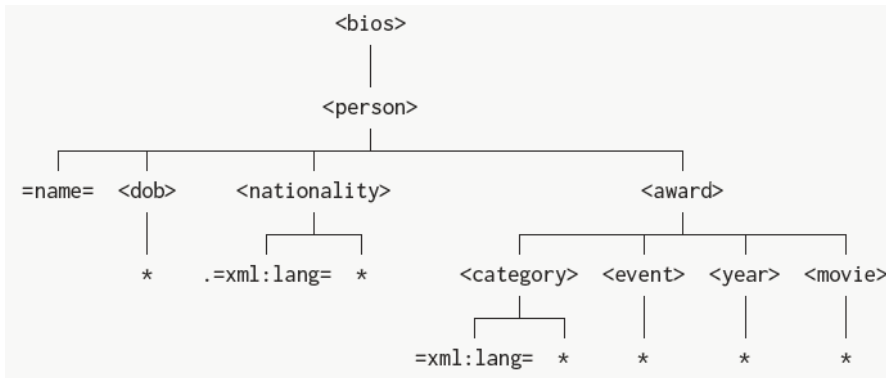 <bios>
<person>
=name= <dob> <nationality> <award>
* .=xml:lang= * <category> <event> <year> <movie>
=xml:lang= * * * *